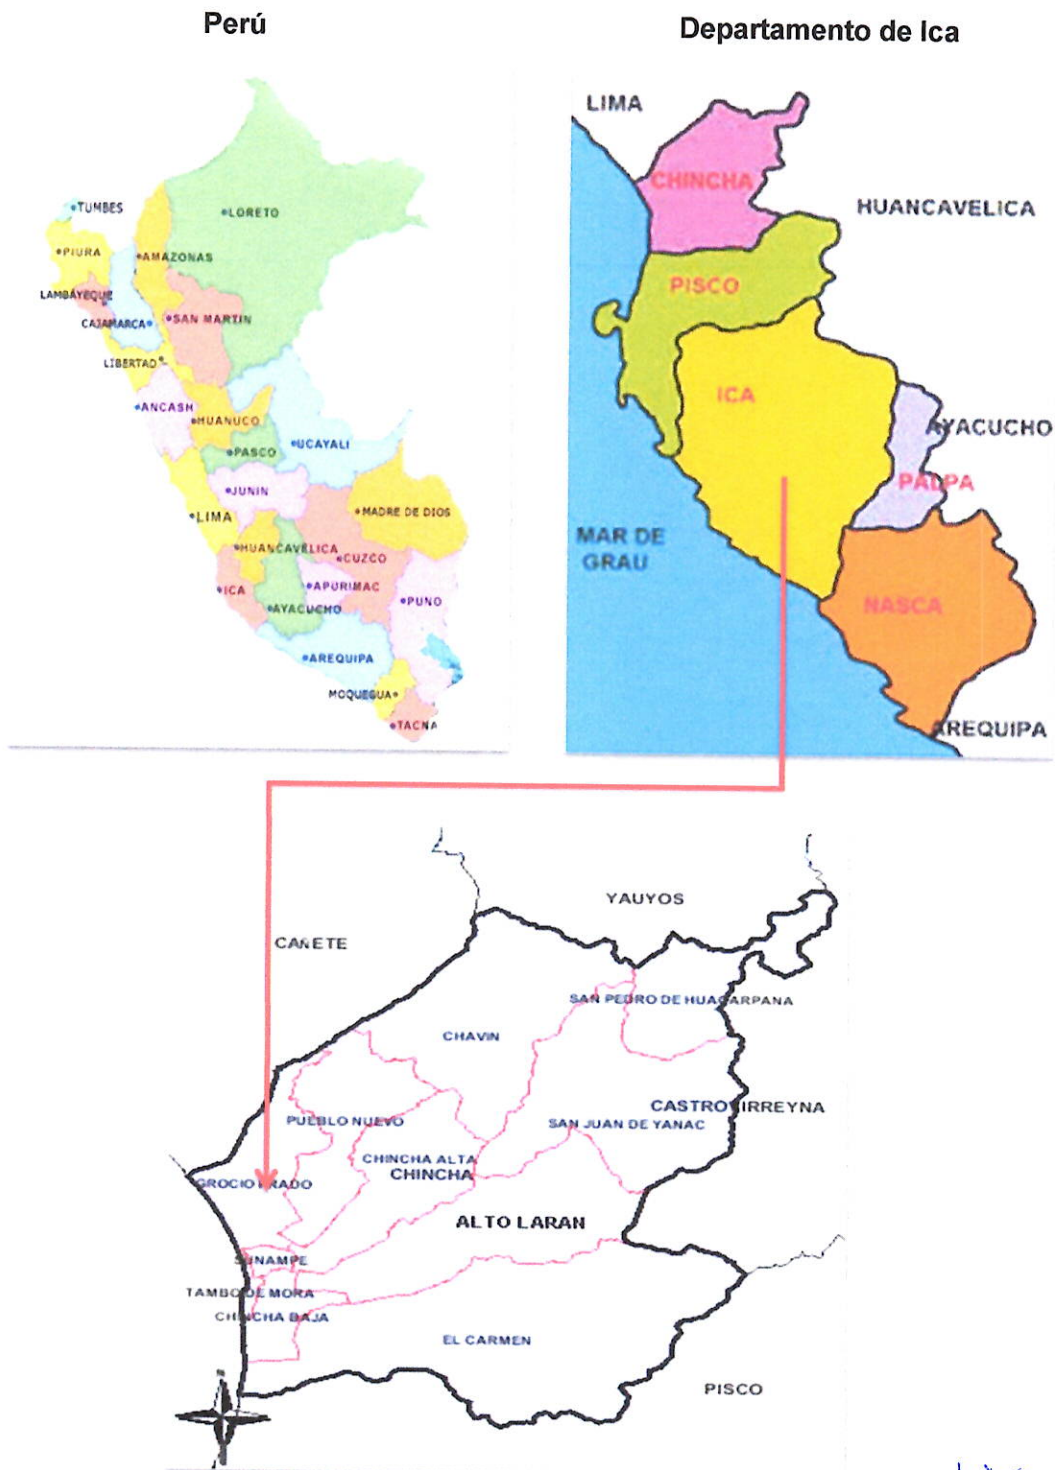 Perú
Departamento de Ica
TUMBES
LORETO
PIURA
AMAZONAS
LAMBAYEQUE
CAJAMARCA
SAN MARTIN
LIBERTAD
ANCASH
HUANUCO
UCAYALI
PASCO
JUNIN
LIMA
MADRE DE DIOS
HUANCAVELICA
CUZCO
ICA
APURIMAC
AYACUCHO
PUNO
AREQUIPA
MOQUEGUA
TACNA
LIMA
CHINCHA
HUANCAVELICA
PISCO
ICA
AYACUCHO
PALPA
MAR DE
GRAU
NASCA
AREQUIPA
YAUYOS
CAÑETE
SAN PEDRO DE HUACARPANA
CHAVIN
CASTROVIRREYNA
PUEBLO NUEVO
SAN JUAN DE YANAC
CHINCHA ALTA
CHINCHA
GROCIO PRADO
ALTO LARAN
SUNAMPE
TAMBO DE MORA
CHINCHA BAJA
EL CARMEN
PISCO